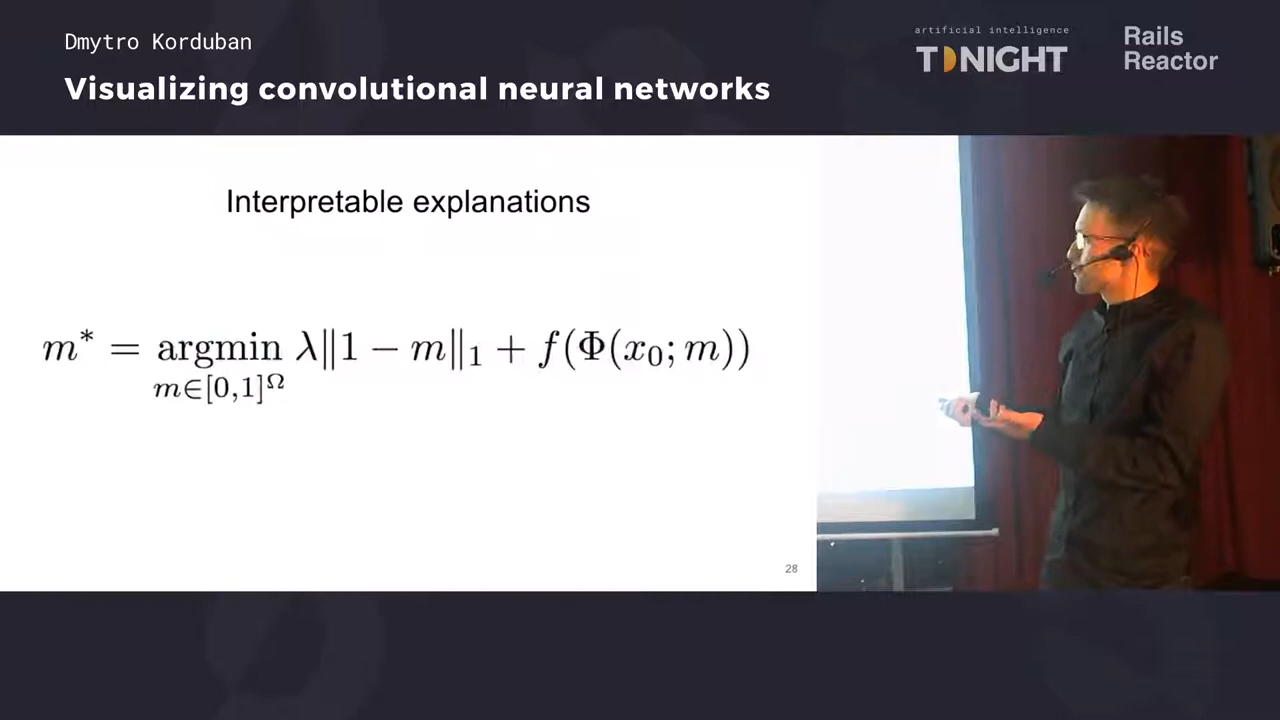 Dmytro Korduban
Visualizing convolutional neural networks
artificial intelligence
TONIGHT
Rails
Reactor
Interpretable explanations
m* = argmin λ‖1 − m‖₁ + f(Φ(x₀; m))
m∈[0,1]^Ω
28